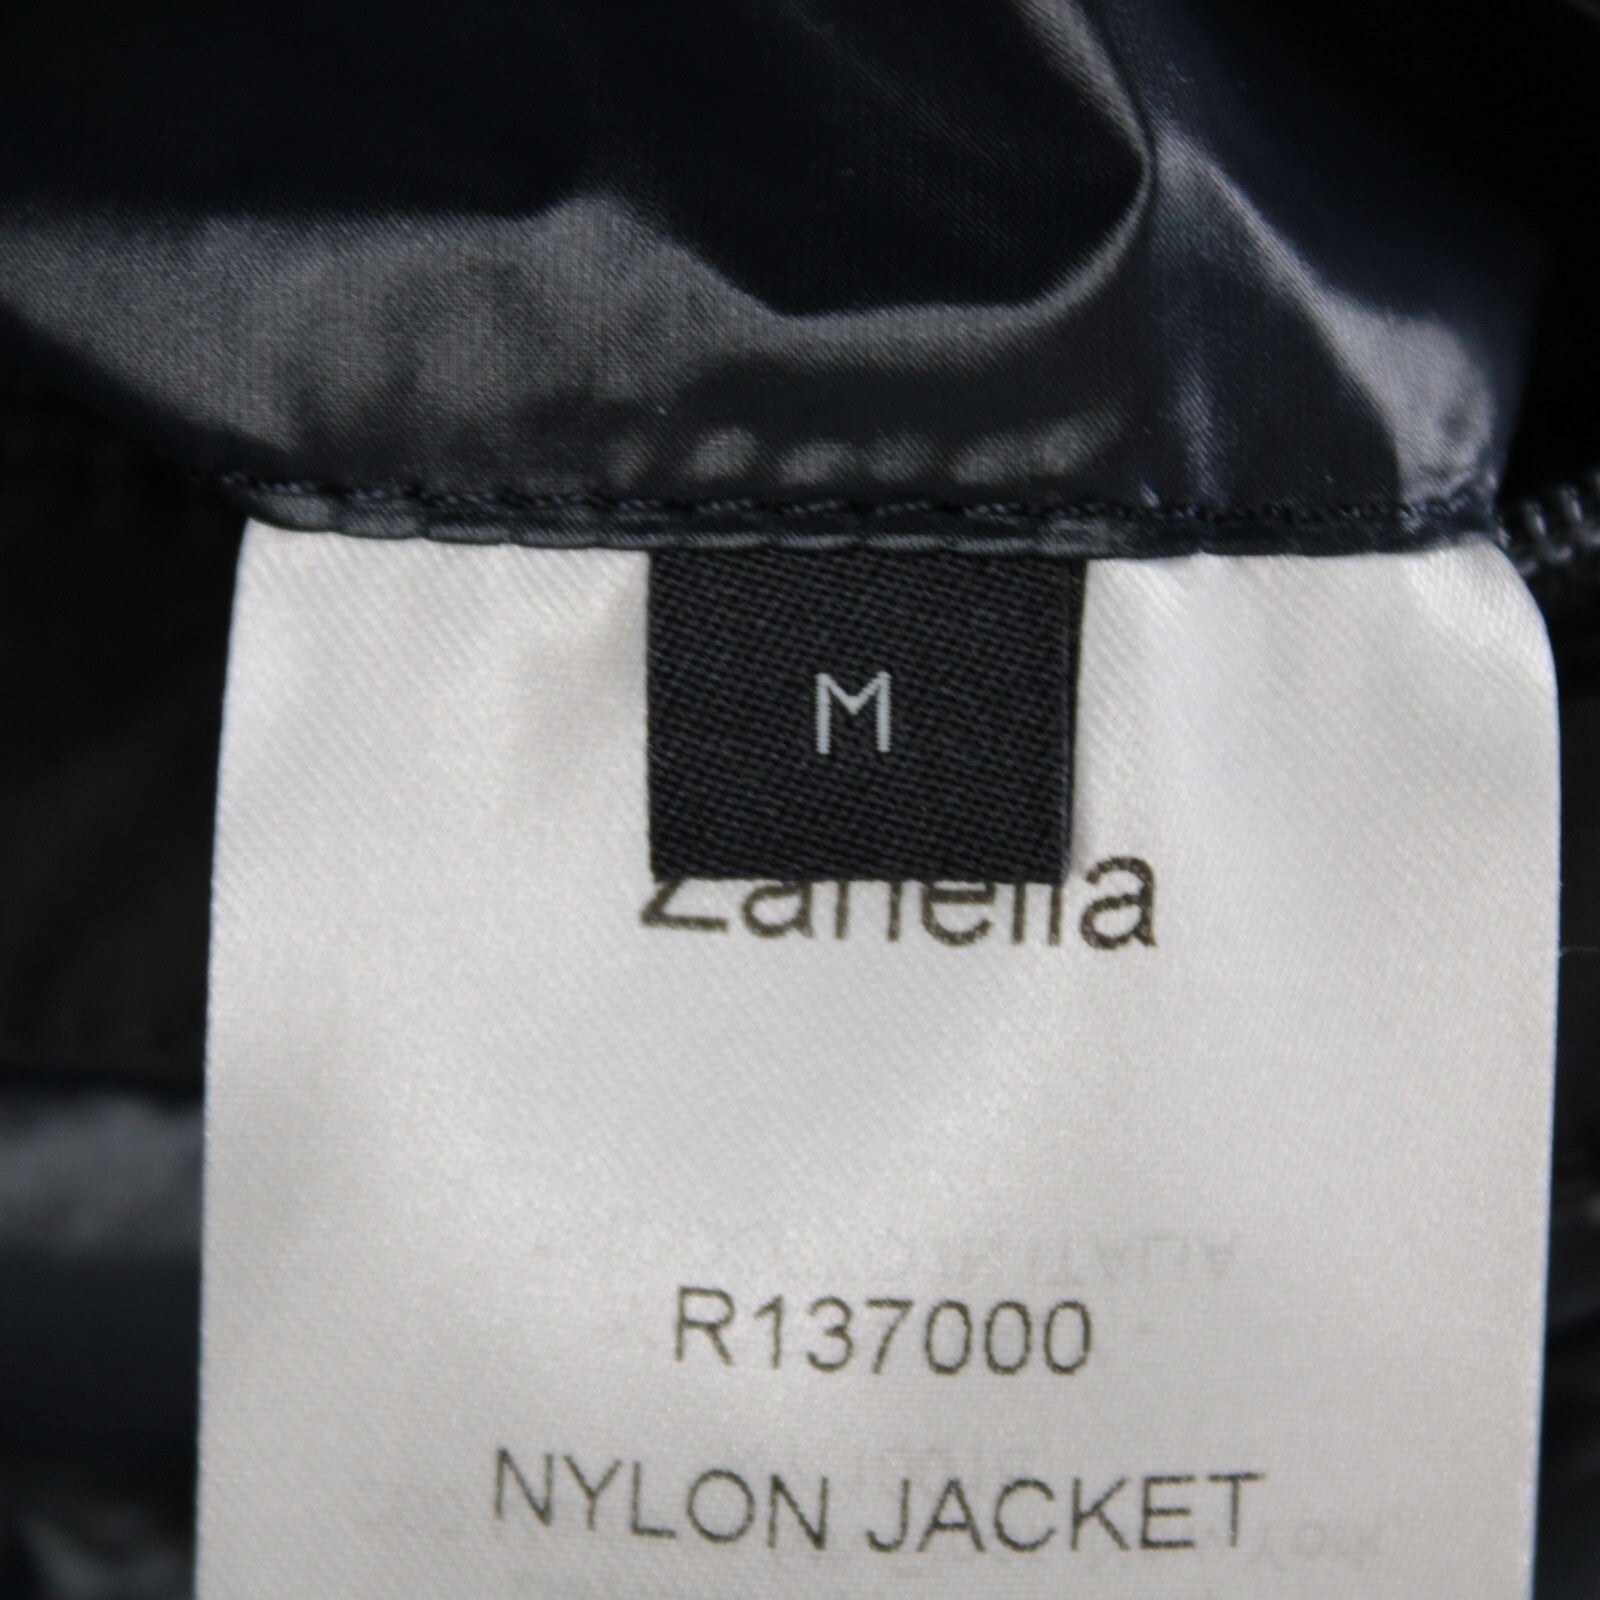 M
Zanella
R137000
NYLON JACKET